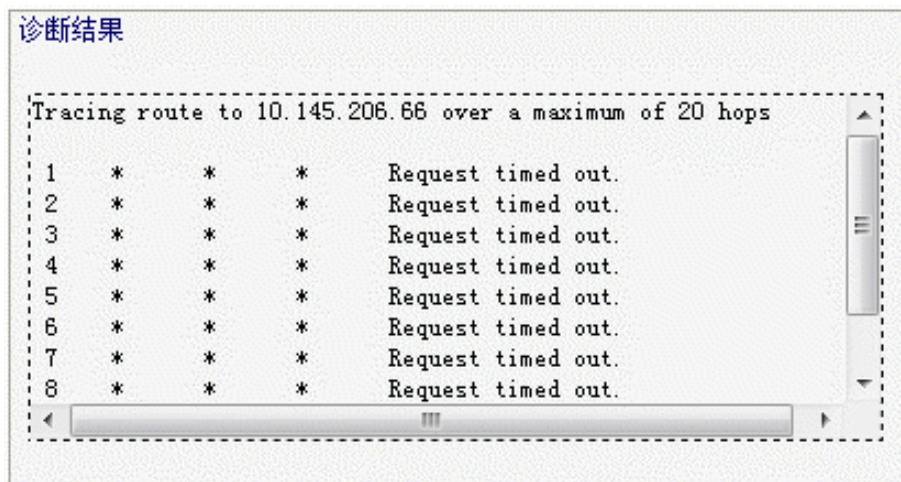 诊断结果
Tracing route to 10.145.206.66 over a maximum of 20 hops
1 * * * Request timed out.
2 * * * Request timed out.
3 * * * Request timed out.
4 * * * Request timed out.
5 * * * Request timed out.
6 * * * Request timed out.
7 * * * Request timed out.
8 * * * Request timed out.